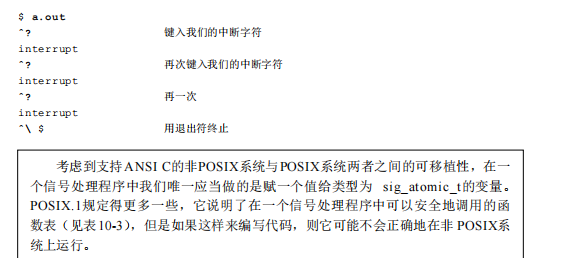 $ a.out
^? 键入我们的中断字符
interrupt
^? 再次键入我们的中断字符
interrupt
^? 再一次
interrupt
^\ $ 用退出符终止
考虑到支持ANSI C的非POSIX系统与POSIX系统两者之间的可移植性，在一
个信号处理程序中我们唯一应当做的是赋一个值给类型为 sig_atomic_t的变量。
POSIX.1规定得更多一些，它说明了在一个信号处理程序中可以安全地调用的函
数表（见表10-3），但是如果这样来编写代码，则它可能不会正确地在非 POSIX系
统上运行。